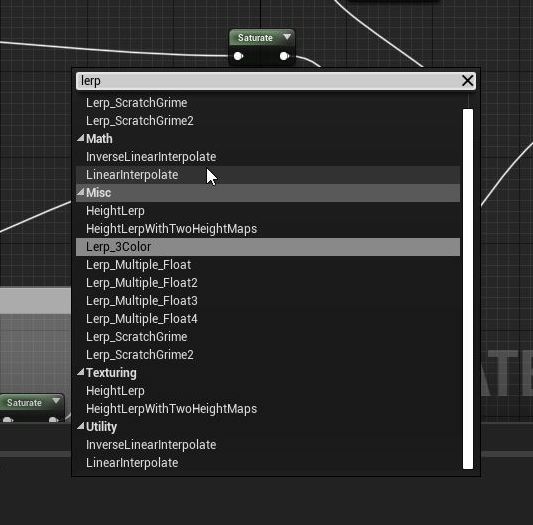 Saturate
lerp
Lerp_ScratchGrime
Lerp_ScratchGrime2
Math
InverseLinearInterpolate
LinearInterpolate
Misc
HeightLerp
HeightLerpWithTwoHeightMaps
Lerp_3Color
Lerp_Multiple_Float
Lerp_Multiple_Float2
Lerp_Multiple_Float3
Lerp_Multiple_Float4
Lerp_ScratchGrime
Lerp_ScratchGrime2
Texturing
HeightLerp
Saturate
HeightLerpWithTwoHeightMaps
Utility
InverseLinearInterpolate
LinearInterpolate